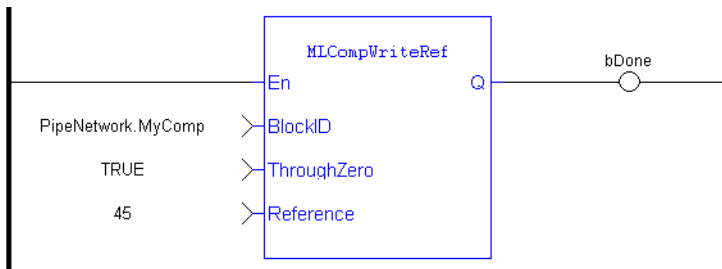 MLCompWriteRef
bDone
En Q
PipeNetwork.MyComp BlockID
TRUE ThroughZero
45 Reference